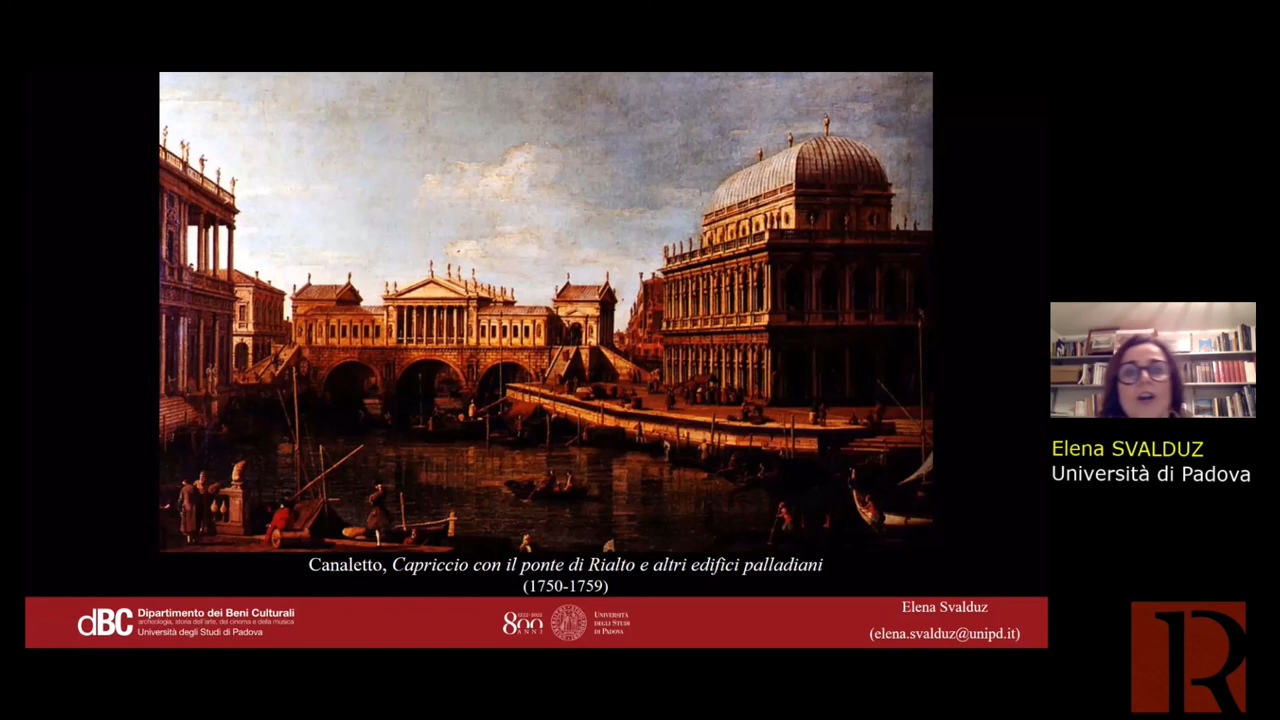 Canaletto, Capriccio con il ponte di Rialto e altri edifici palladiani
(1750-1759)
dBC Dipartimento dei Beni Culturali
archeologia, storia dell'arte, del cinema e della musica
Università degli Studi di Padova
1222-2022
800
ANNI
UNIVERSITÀ
DEGLI STUDI
DI PADOVA
Elena Svalduz
(elena.svalduz@unipd.it)
Elena SVALDUZ
Università di Padova
R